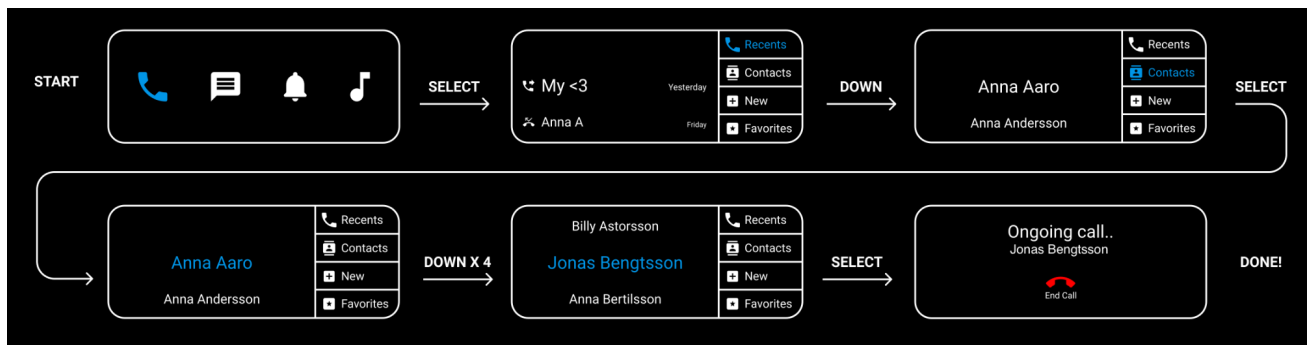 START
SELECT
My <3
Yesterday
Anna A
Friday
Recents
Contacts
New
Favorites
DOWN
Anna Aaro
Anna Andersson
Recents
Contacts
New
Favorites
SELECT
Anna Aaro
Anna Andersson
Recents
Contacts
New
Favorites
DOWN X 4
Billy Astorsson
Jonas Bengtsson
Anna Bertilsson
Recents
Contacts
New
Favorites
SELECT
Ongoing call..
Jonas Bengtsson
End Call
DONE!